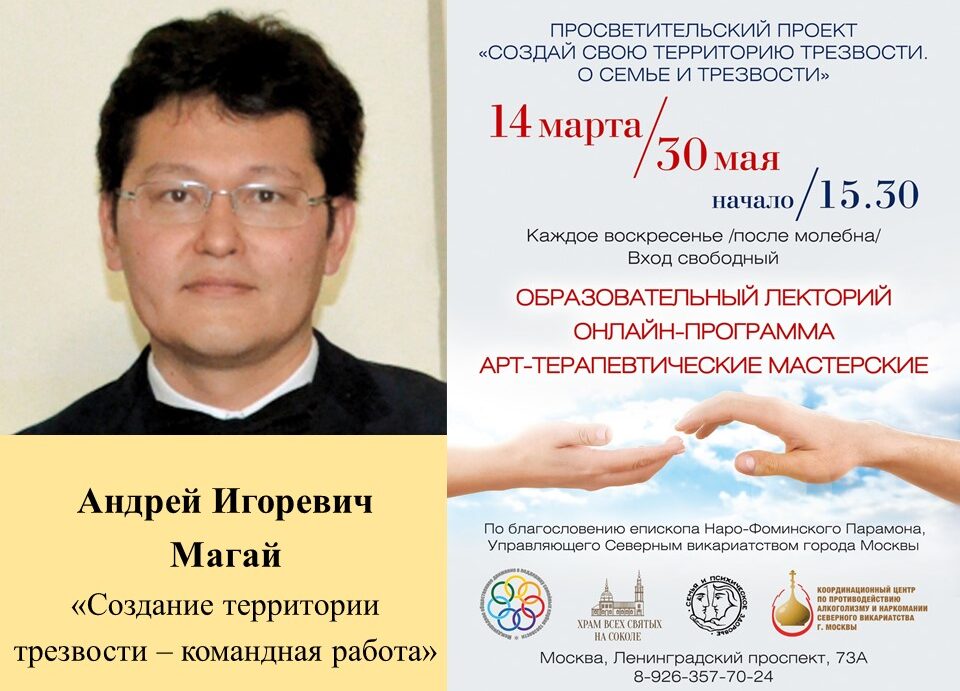 Андрей Игоревич
Магай
«Создание территории
трезвости – командная работа»
ПРОСВЕТИТЕЛЬСКИЙ ПРОЕКТ
«СОЗДАЙ СВОЮ ТЕРРИТОРИЮ ТРЕЗВОСТИ.
О СЕМЬЕ И ТРЕЗВОСТИ»
14 марта/
30 мая
начало/15.30
Каждое воскресенье /после молебна/
Вход свободный
ОБРАЗОВАТЕЛЬНЫЙ ЛЕКТОРИЙ
ОНЛАЙН-ПРОГРАММА
АРТ-ТЕРАПЕВТИЧЕСКИЕ МАСТЕРСКИЕ
По благословению епископа Наро-Фоминского Парамона,
Управляющего Северным викариатством города Москвы
ХРАМ ВСЕХ СВЯТЫХ
НА СОКОЛЕ
СЕМЬЯ И ПСИХИЧЕСКОЕ ЗДОРОВЬЕ
КООРДИНАЦИОННЫЙ ЦЕНТР
ПО ПРОТИВОДЕЙСТВИЮ
АЛКОГОЛИЗМУ И НАРКОМАНИИ
СЕВЕРНОГО ВИКАРИАТСТВА
Г. МОСКВЫ
Москва, Ленинградский проспект, 73А
8-926-357-70-24